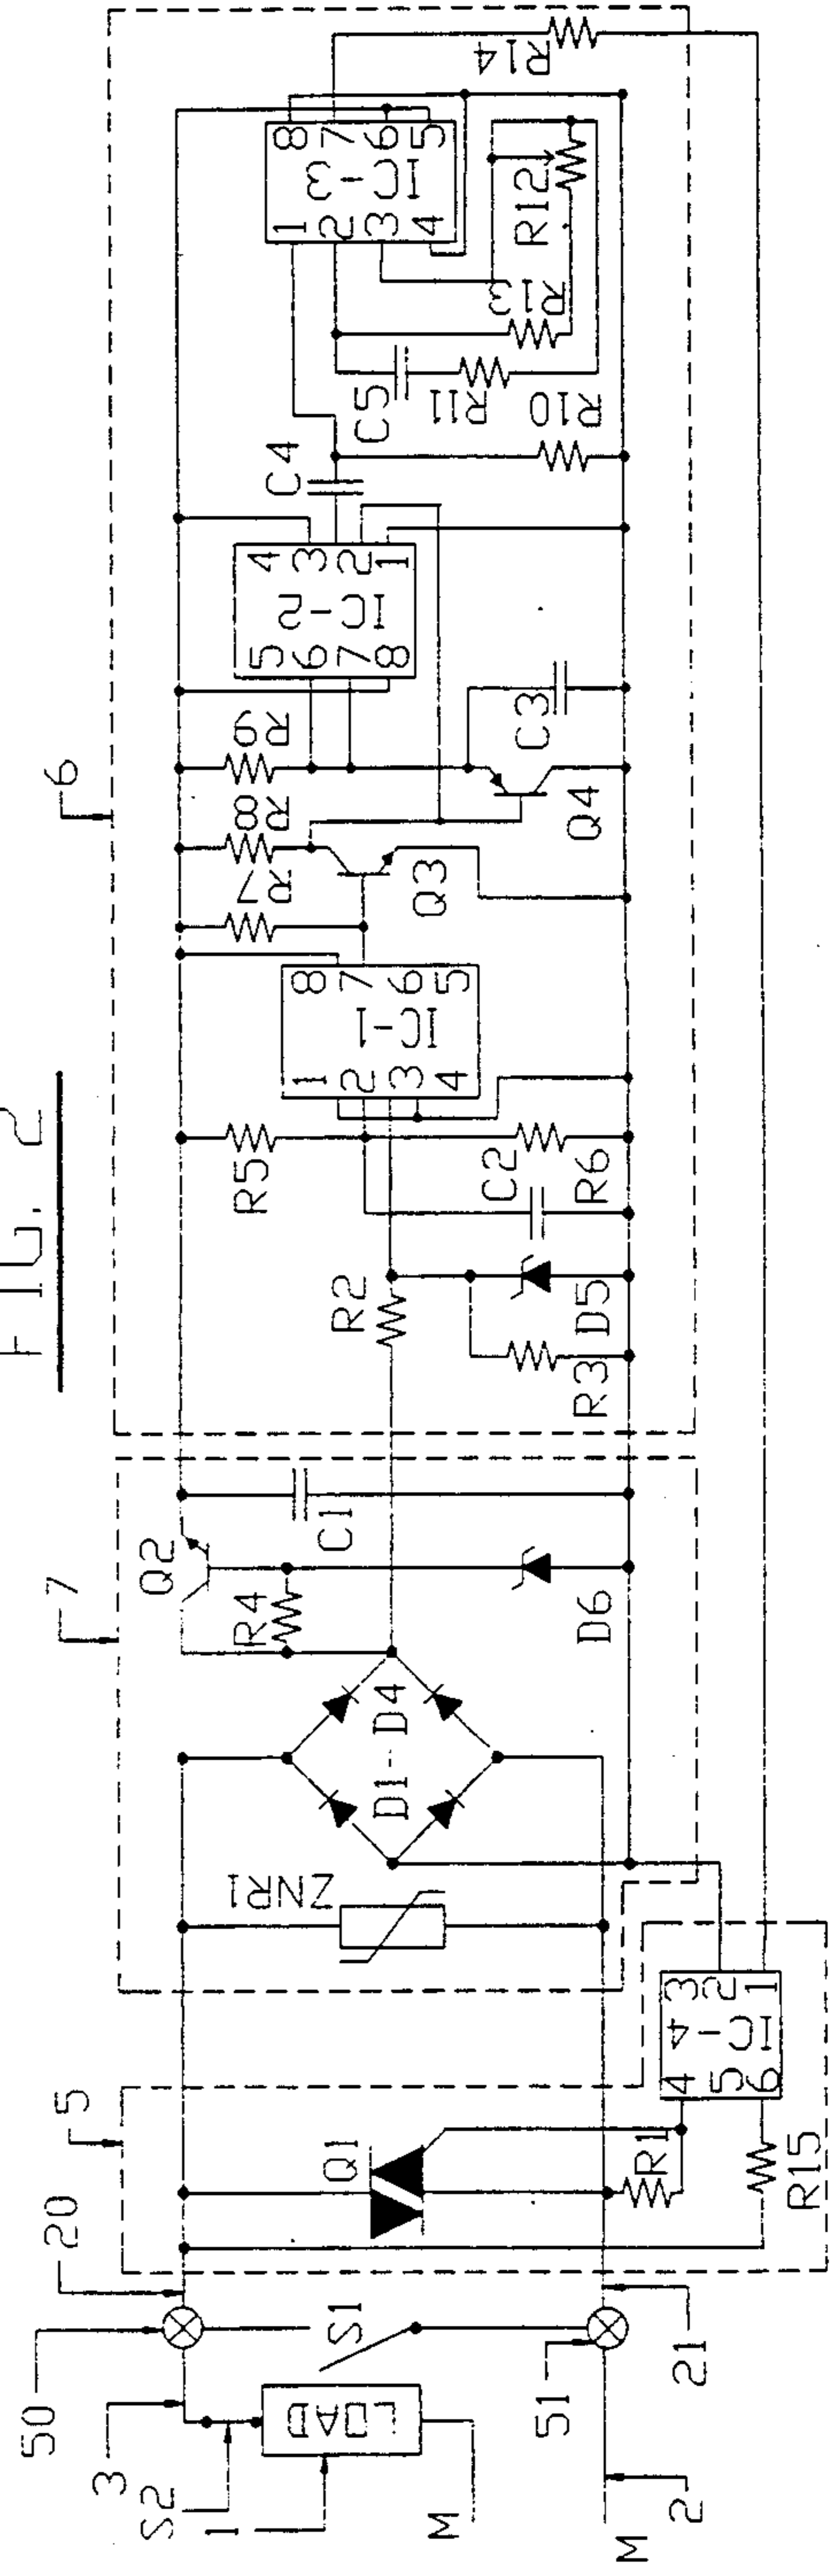 FIG. 2
6
7
5
20
50
3
S2
1
M
S1
LOAD
51
21
2
M
Q1
R1
R15
4
5
6
IC-4
3
2
1
ZNR1
D1--D4
R4
Q2
C1
D6
R2
R3
D5
C2
R6
R5
1
2
3
4
IC-1
8
7
6
5
R7
R8
R9
Q3
Q4
C3
5
6
7
8
IC-2
4
3
2
1
C4
R10
C5
R11
R13
R12
1
2
3
4
IC-3
8
7
6
5
R14